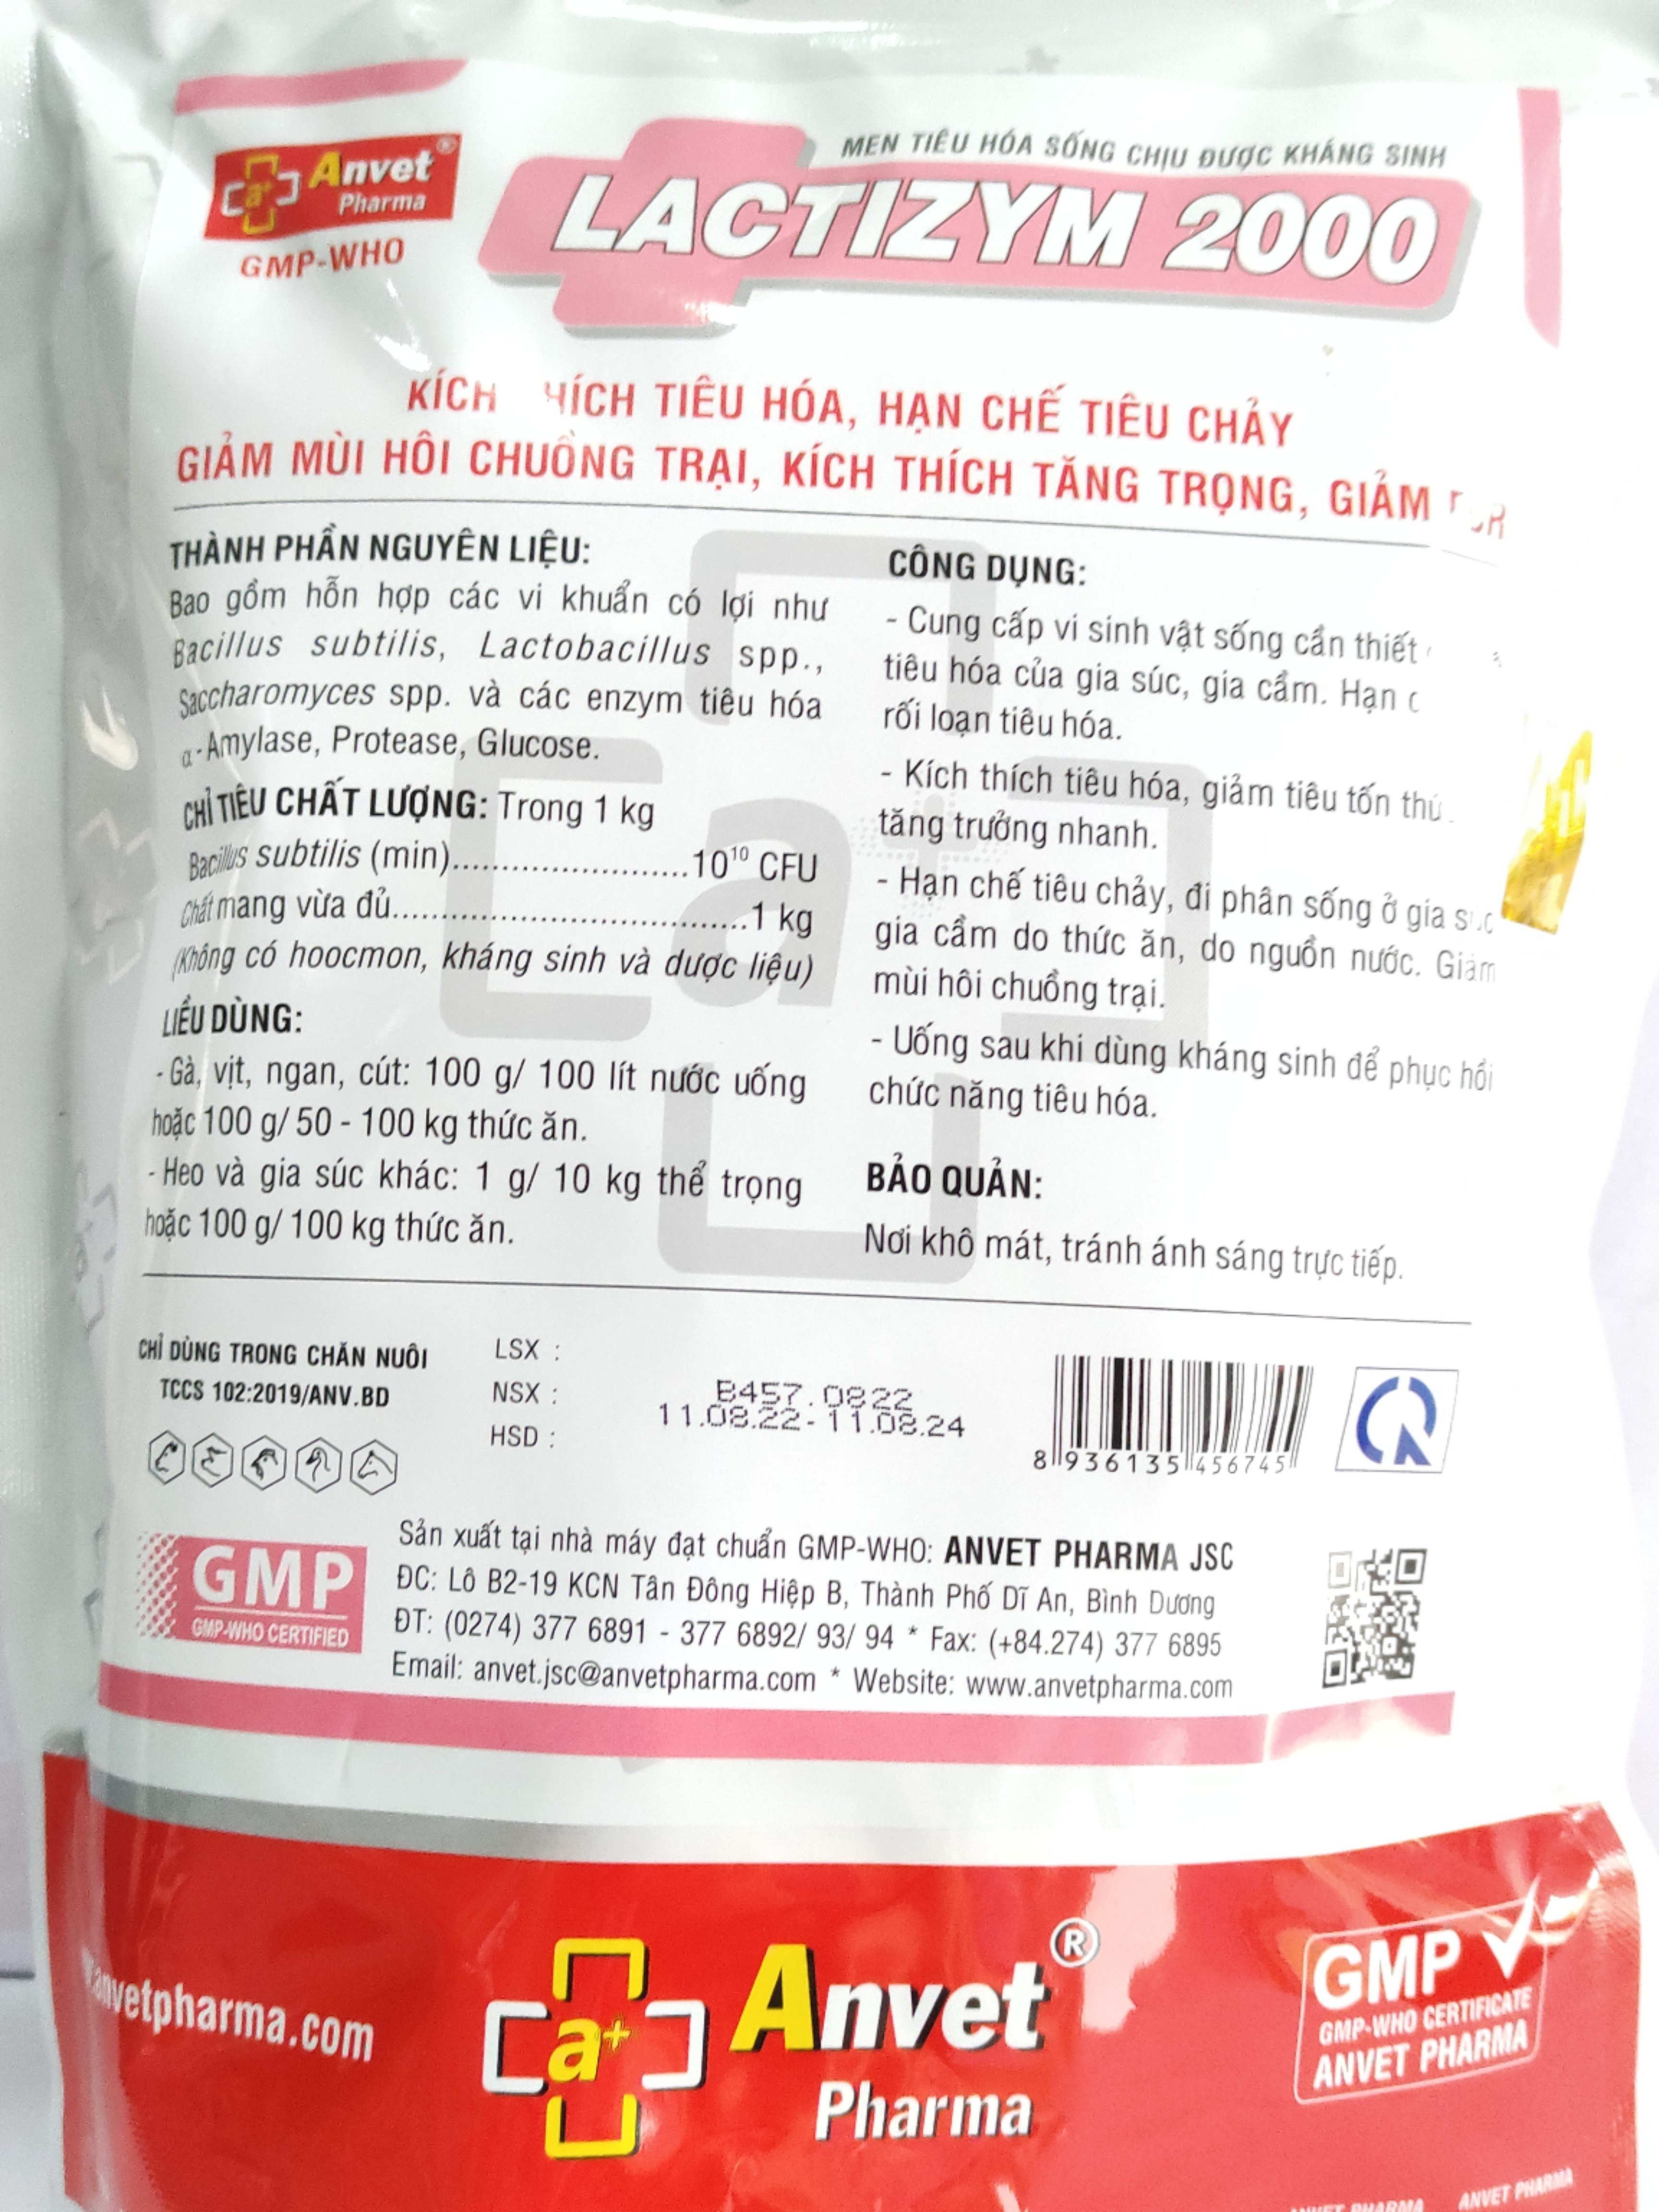 Anvet®
Pharma
GMP-WHO
MEN TIÊU HÓA SỐNG CHỊU ĐƯỢC KHÁNG SINH
LACTIZYM 2000
KÍCH HÍCH TIÊU HÓA, HẠN CHẾ TIÊU CHẢY
GIẢM MÙI HÔI CHUỒNG TRẠI, KÍCH THÍCH TĂNG TRỌNG, GIẢM
THÀNH PHẦN NGUYÊN LIỆU:
Bao gồm hỗn hợp các vi khuẩn có lợi như
Bacillus subtilis, Lactobacillus spp.,
Saccharomyces spp. và các enzym tiêu hóa
α-Amylase, Protease, Glucose.
CHỈ TIÊU CHẤT LƯỢNG: Trong 1 kg
Bacillus subtilis (min)........................10¹⁰ CFU
Chất mang vừa đủ....................................1 kg
(Không có hoocmon, kháng sinh và dược liệu)
LIỀU DÙNG:
- Gà, vịt, ngan, cút: 100 g/ 100 lít nước uống
hoặc 100 g/ 50 - 100 kg thức ăn.
- Heo và gia súc khác: 1 g/ 10 kg thể trọng
hoặc 100 g/ 100 kg thức ăn.
CÔNG DỤNG:
- Cung cấp vi sinh vật sống cần thiết
tiêu hóa của gia súc, gia cầm. Hạn
rối loạn tiêu hóa.
- Kích thích tiêu hóa, giảm tiêu tốn
tăng trưởng nhanh.
- Hạn chế tiêu chảy, đi phân sống ở gia
gia cầm do thức ăn, do nguồn nước. Giảm
mùi hôi chuồng trại.
- Uống sau khi dùng kháng sinh để phục hồi
chức năng tiêu hóa.
BẢO QUẢN:
Nơi khô mát, tránh ánh sáng trực tiếp.
CHỈ DÙNG TRONG CHĂN NUÔI
TCCS 102:2019/ANV.BD
LSX :
NSX :
HSD :
B457.0822
11.08.22-11.08.24
8 936135 456745
GMP
GMP-WHO CERTIFIED
Sản xuất tại nhà máy đạt chuẩn GMP-WHO: ANVET PHARMA JSC
ĐC: Lô B2-19 KCN Tân Đông Hiệp B, Thành Phố Dĩ An, Bình Dương
ĐT: (0274) 377 6891 - 377 6892/ 93/ 94 * Fax: (+84.274) 377 6895
Email: anvet.jsc@anvetpharma.com * Website: www.anvetpharma.com
anvetpharma.com
a+
Anvet®
Pharma
GMP
GMP-WHO CERTIFICATE
ANVET PHARMA
ANVET PHARMA